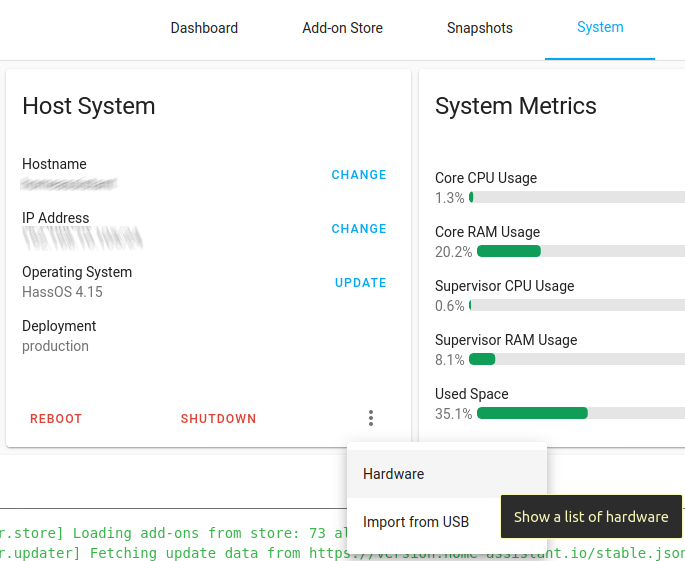 Dashboard
Add-on Store
Snapshots
System
Host System
Hostname
CHANGE
IP Address
CHANGE
Operating System
HassOS 4.15
UPDATE
Deployment
production
REBOOT
SHUTDOWN
System Metrics
Core CPU Usage
1.3%
Core RAM Usage
20.2%
Supervisor CPU Usage
0.6%
Supervisor RAM Usage
8.1%
Used Space
35.1%
Hardware
Import from USB
Show a list of hardware
r.store] Loading add-ons from store: 73 al
r.updater] Fetching update data from https://version.home-assistant.io/stable.json